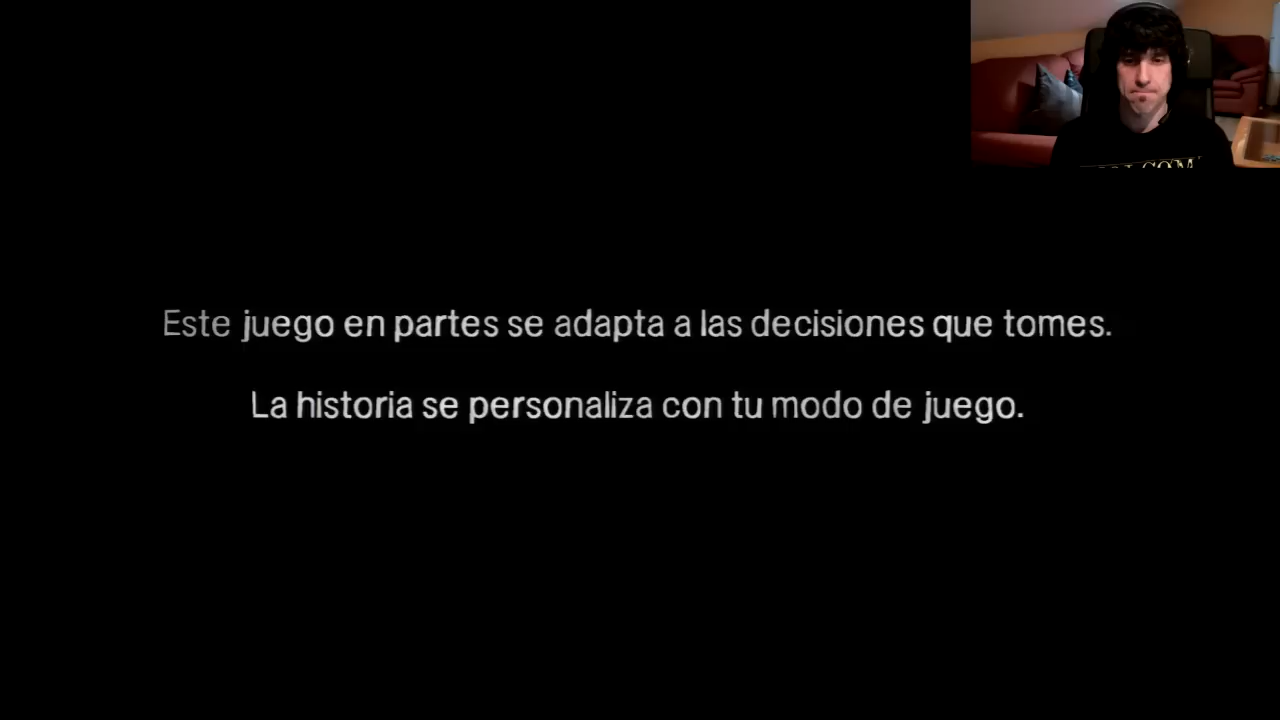 Este juego en partes se adapta a las decisiones que tomes.
La historia se personaliza con tu modo de juego.